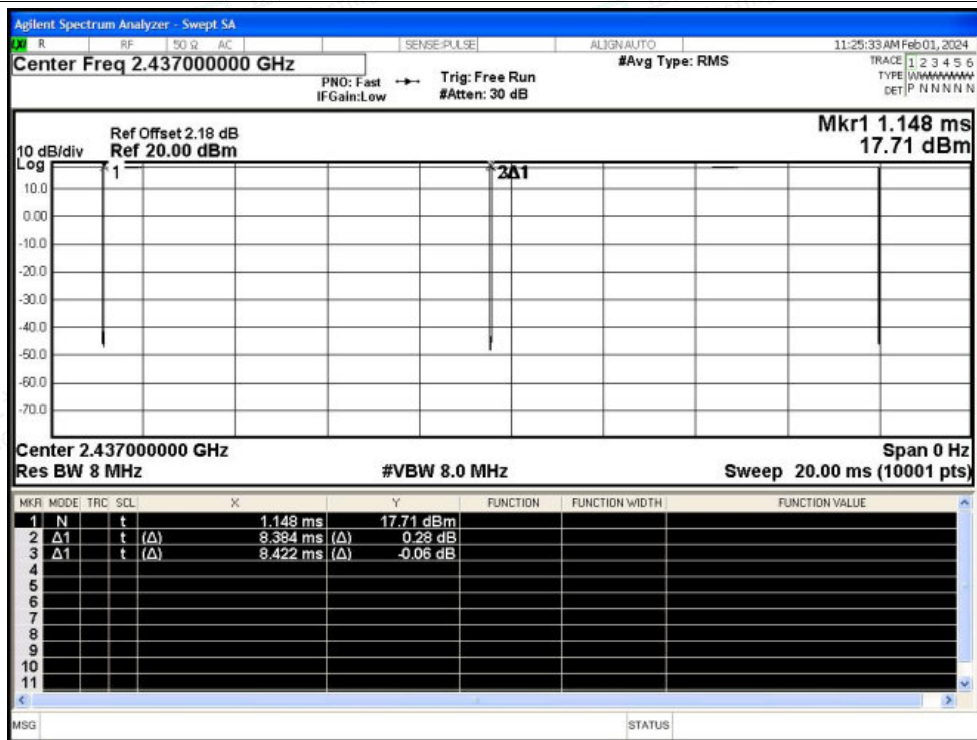 Agilent Spectrum Analyzer - Swept SA
LXI R RF 50 Ω AC SENSE:PULSE ALIGNAUTO 11:25:33 AM Feb 01, 2024
Center Freq 2.437000000 GHz #Avg Type: RMS TRACE 1 2 3 4 5 6
PNO: Fast Trig: Free Run TYPE WWWWWW
IFGain:Low #Atten: 30 dB DET P N N N N N
Mkr1 1.148 ms
Ref Offset 2.18 dB
10 dB/div Ref 20.00 dBm 17.71 dBm
Log
1 2Δ1
10.0
0.00
-10.0
-20.0
-30.0
-40.0
-50.0
-60.0
-70.0
Center 2.437000000 GHz Span 0 Hz
Res BW 8 MHz #VBW 8.0 MHz Sweep 20.00 ms (10001 pts)
MKR MODE TRC SCL X Y FUNCTION FUNCTION WIDTH FUNCTION VALUE
1 N t 1.148 ms 17.71 dBm
2 Δ1 t (Δ) 8.384 ms (Δ) 0.28 dB
3 Δ1 t (Δ) 8.422 ms (Δ) -0.06 dB
4
5
6
7
8
9
10
11
MSG STATUS